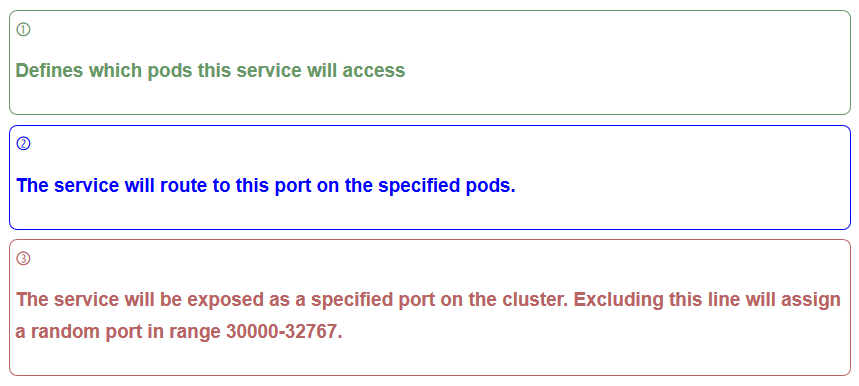 ①
Defines which pods this service will access
②
The service will route to this port on the specified pods.
③
The service will be exposed as a specified port on the cluster. Excluding this line will assign
a random port in range 30000-32767.